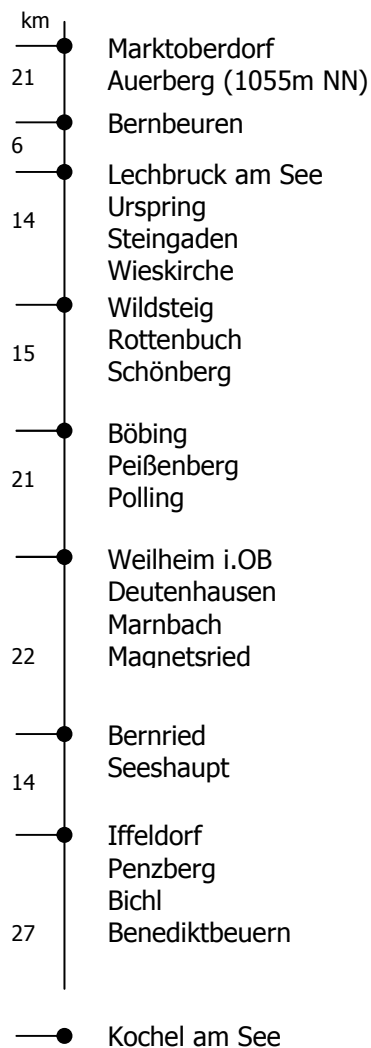 km
Marktoberdorf
21 Auerberg (1055m NN)
Bernbeuren
6
Lechbruck am See
Urspring
14
Steingaden
Wieskirche
Wildsteig
Rottenbuch
15
Schönberg
Böbing
Peißenberg
21
Polling
Weilheim i.OB
Deutenhausen
Marnbach
22 Magnetsried
Bernried
Seeshaupt
14
Iffeldorf
Penzberg
Bichl
27 Benediktbeuern
Kochel am See